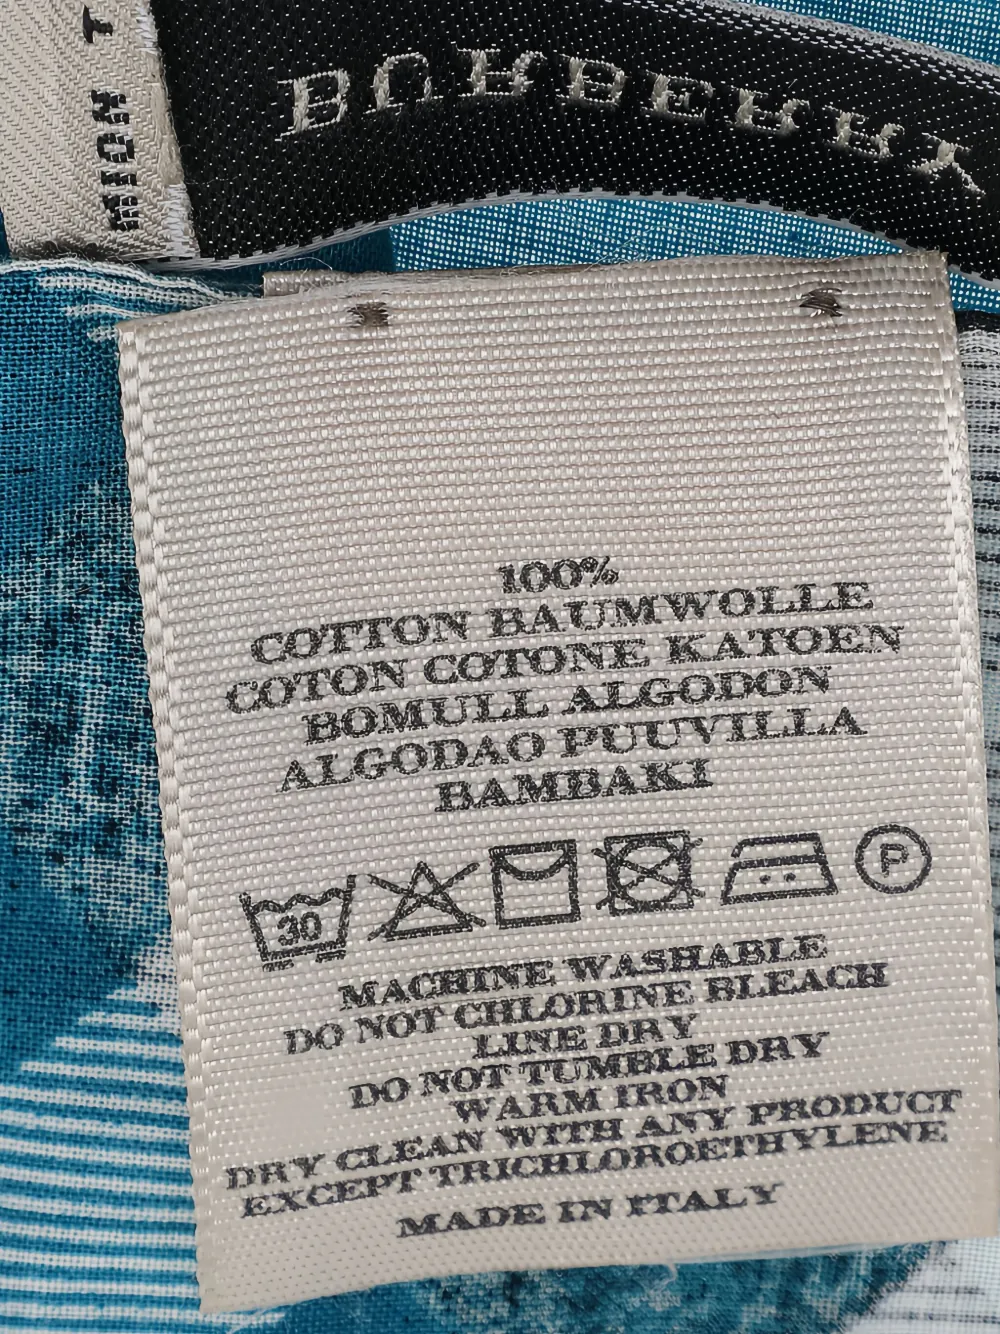 BURBERRY
100%
COTTON BAUMWOLLE
COTON COTONE KATOEN
BOMULL ALGODON
ALGODAO PUUVILLA
BAMBAKI
30
P
MACHINE WASHABLE
DO NOT CHLORINE BLEACH
LINE DRY
DO NOT TUMBLE DRY
WARM IRON
DRY CLEAN WITH ANY PRODUCT
EXCEPT TRICHLOROETHYLENE
MADE IN ITALY